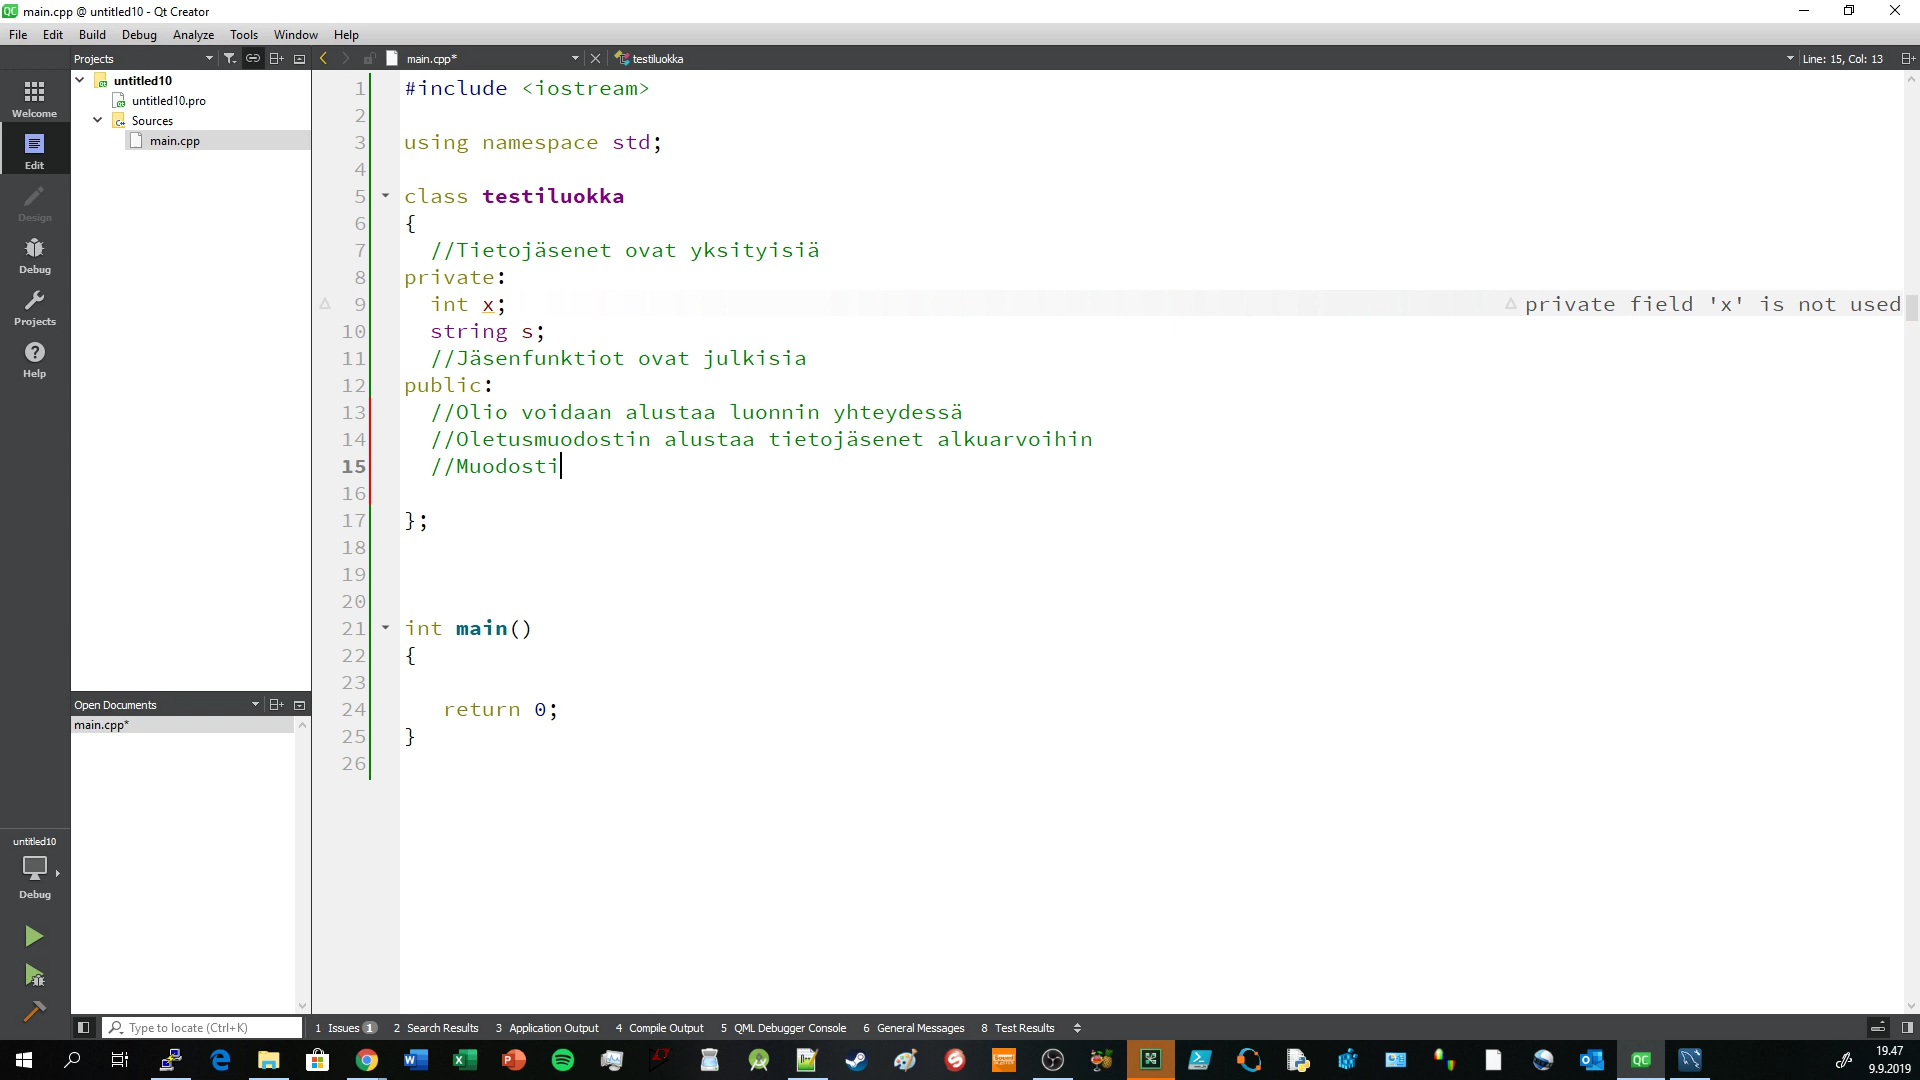 main.cpp @ untitled10 - Qt Creator
File Edit Build Debug Analyze Tools Window Help
Projects
main.cpp*
testiluokka
Line: 15, Col: 13
untitled10
untitled10.pro
Sources
main.cpp
Welcome
Edit
Design
Debug
Projects
Help
1 #include <iostream>
2
3 using namespace std;
4
5 class testiluokka
6 {
7 //Tietojäsenet ovat yksityisiä
8 private:
9 int x; private field 'x' is not used
10 string s;
11 //Jäsenfunktiot ovat julkisia
12 public:
13 //Olio voidaan alustaa luonnin yhteydessä
14 //Oletusmuodostin alustaa tietojäsenet alkuarvoihin
15 //Muodosti
16
17 };
18
19
20
21 int main()
22 {
23
24 return 0;
25 }
26
Open Documents
main.cpp*
untitled10
Debug
Type to locate (Ctrl+K)
1 Issues 1 2 Search Results 3 Application Output 4 Compile Output 5 QML Debugger Console 6 General Messages 8 Test Results
19.47
9.9.2019